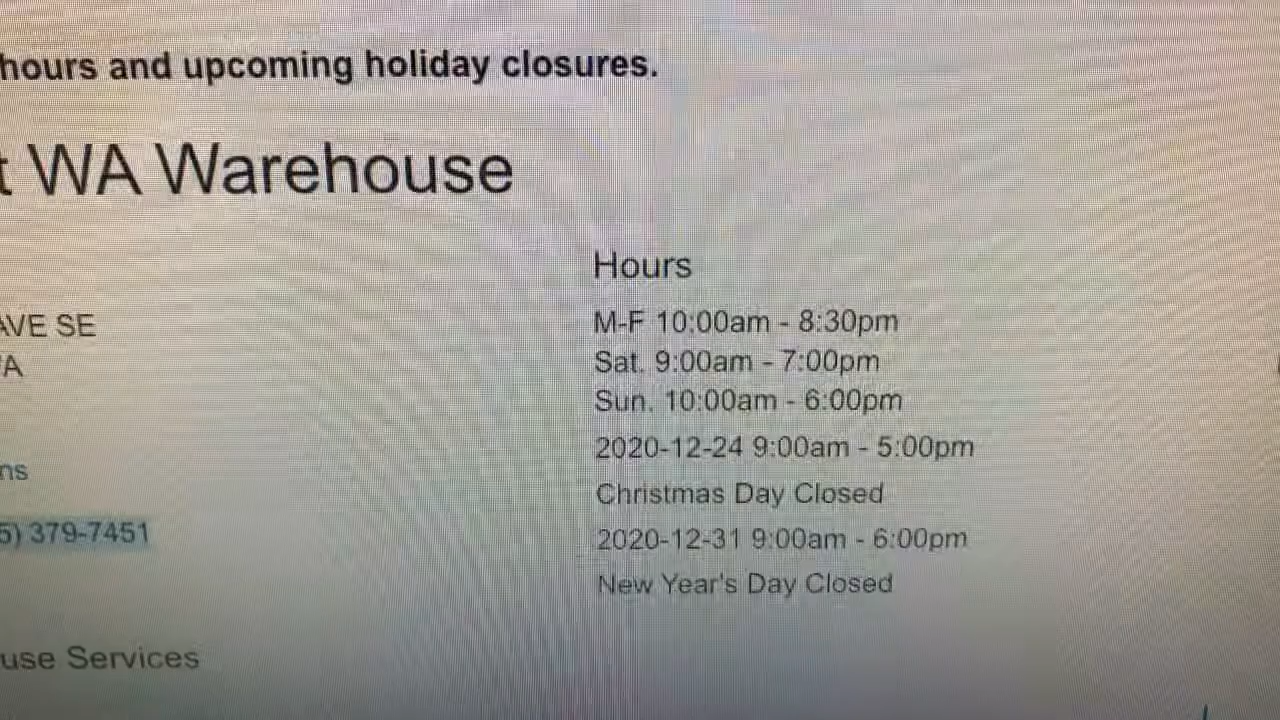 hours and upcoming holiday closures.
WA Warehouse
Hours
M-F 10:00am - 8:30pm
Sat. 9:00am - 7:00pm
Sun. 10:00am - 6:00pm
2020-12-24 9:00am - 5:00pm
Christmas Day Closed
2020-12-31 9:00am - 6:00pm
New Year's Day Closed
AVE SE
A
ns
5) 379-7451
use Services